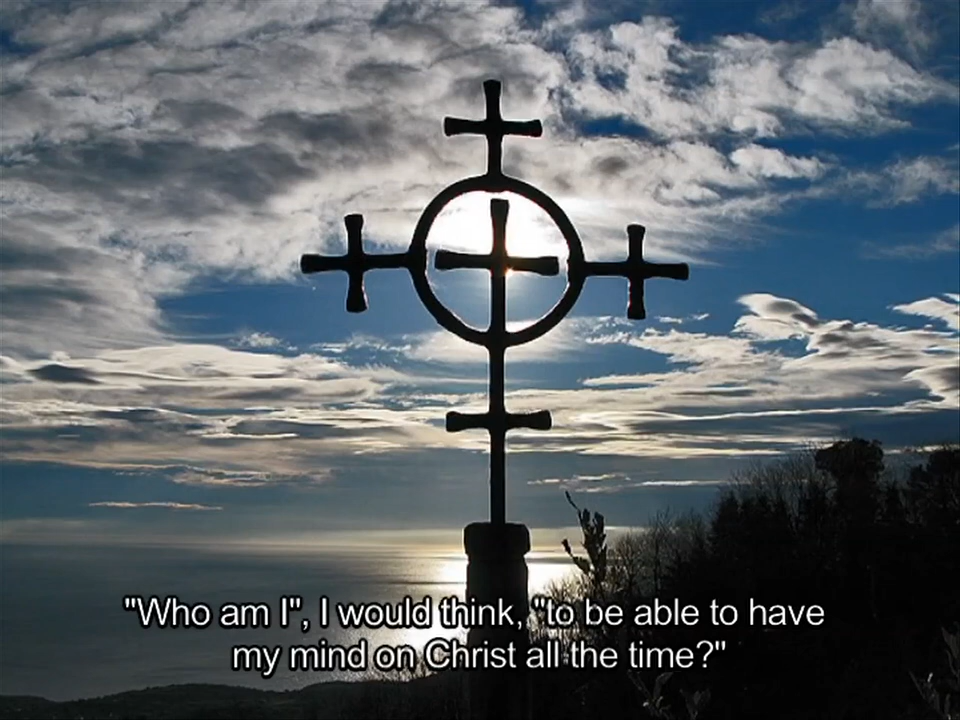 "Who am I", I would think, "to be able to have
my mind on Christ all the time?"